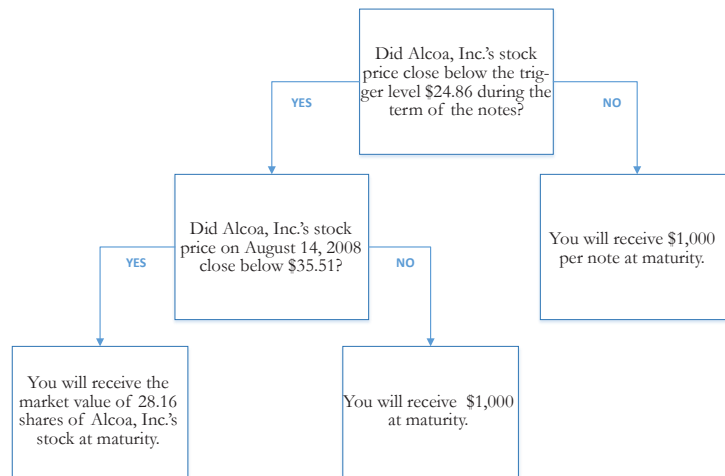 Did Alcoa, Inc.'s stock
price close below the trig-
ger level $24.86 during the
term of the notes?
YES
NO
Did Alcoa, Inc.'s stock
price on August 14, 2008
close below $35.51?
You will receive $1,000
per note at maturity.
YES
NO
You will receive the
market value of 28.16
shares of Alcoa, Inc.'s
stock at maturity.
You will receive $1,000
at maturity.